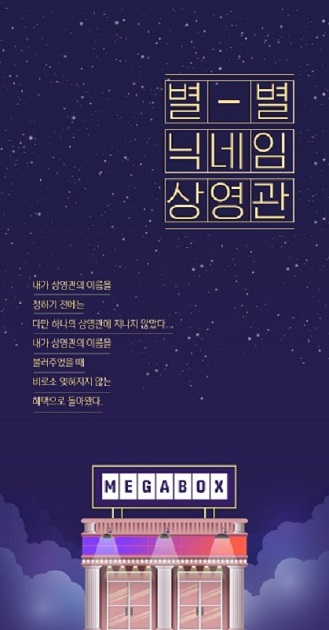 별-별
닉네임
상영관
내가 상영관의 이름을
정하기 전에는
다만 하나의 상영관에 지나지 않았다...
내가 상영관의 이름을
불러주었을 때
비로소 잊혀지지 않는
혜택으로 돌아왔다.
MEGABOX